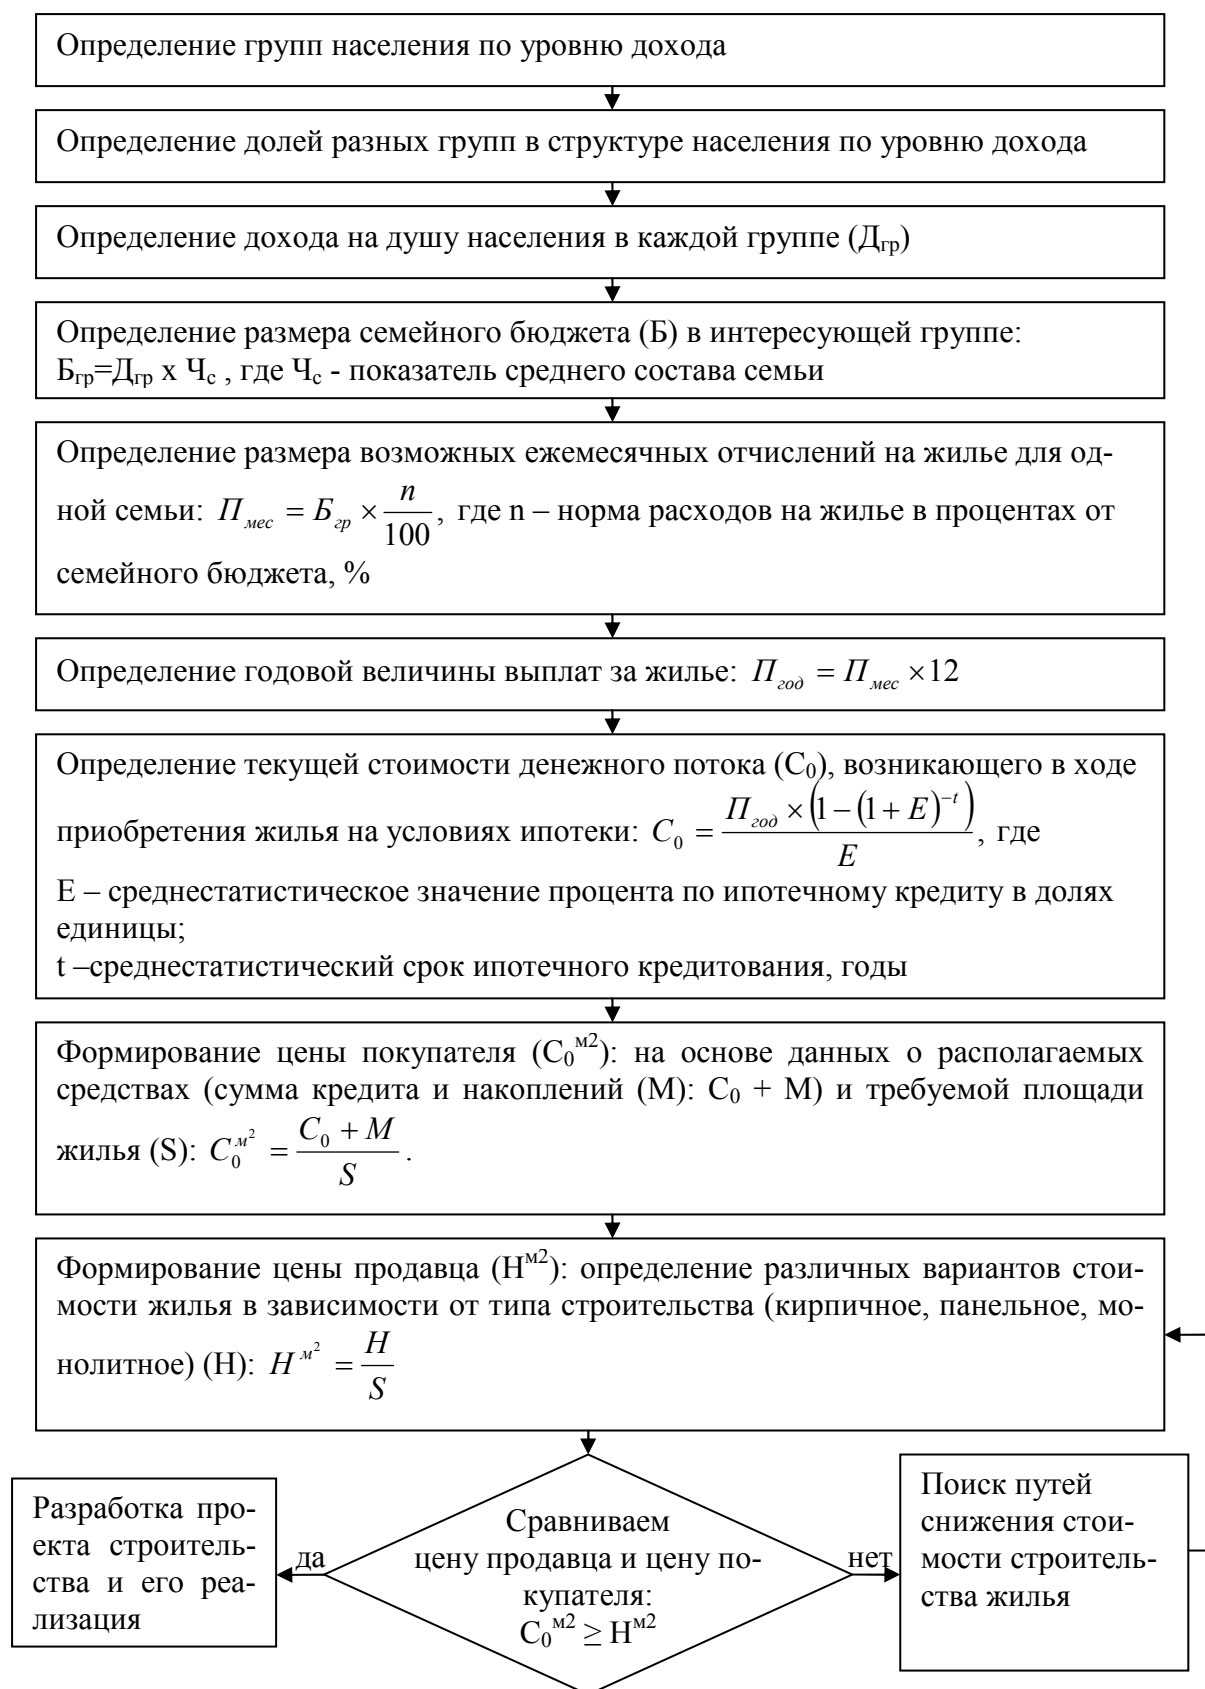 Определение групп населения по уровню дохода
Определение долей разных групп в структуре населения по уровню дохода
Определение дохода на душу населения в каждой группе (Дгр)
Определение размера семейного бюджета (Б) в интересующей группе:
Бгр=Дгр х Чс , где Чс - показатель среднего состава семьи
Определение размера возможных ежемесячных отчислений на жилье для од-
ной семьи: Пмес = Бгр × n/100, где n – норма расходов на жилье в процентах от
семейного бюджета, %
Определение годовой величины выплат за жилье: Пгод = Пмес ×12
Определение текущей стоимости денежного потока (С₀), возникающего в ходе
приобретения жилья на условиях ипотеки: C₀ = Пгод × (1 − (1 + E)⁻ᵗ) / E, где
Е – среднестатистическое значение процента по ипотечному кредиту в долях
единицы;
t –среднестатистический срок ипотечного кредитования, годы
Формирование цены покупателя (С₀м2): на основе данных о располагаемых
средствах (сумма кредита и накоплений (М): С₀ + М) и требуемой площади
жилья (S): C₀м² = (C₀ + M) / S .
Формирование цены продавца (Нм2): определение различных вариантов стои-
мости жилья в зависимости от типа строительства (кирпичное, панельное, мо-
нолитное) (Н): Hм² = H / S
Разработка про-
екта строитель-
ства и его реа-
лизация
да
Сравниваем
цену продавца и цену по-
купателя:
С₀м2 ≥ Нм2
нет
Поиск путей
снижения стои-
мости строитель-
ства жилья